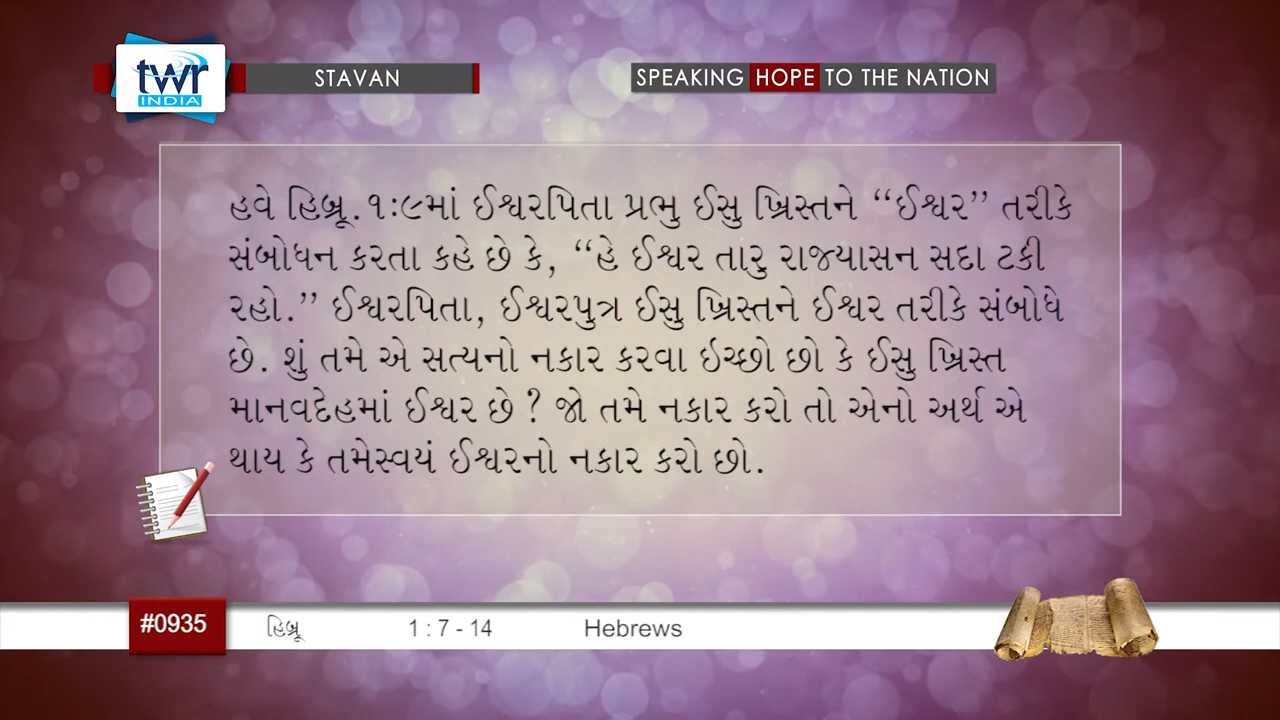 twr
INDIA
STAVAN
SPEAKING HOPE TO THE NATION
હવે હિબ્રૂ.૧:૯માં ઈશ્વરપિતા પ્રભુ ઈસુ ખ્રિસ્તને “ઈશ્વર” તરીકે
સંબોધન કરતા કહે છે કે, “હે ઈશ્વર તારુ રાજ્યાસન સદા ટકી
રહો.” ઈશ્વરપિતા, ઈશ્વરપુત્ર ઈસુ ખ્રિસ્તને ઈશ્વર તરીકે સંબોધે
છે. શું તમે એ સત્યનો નકાર કરવા ઇચ્છો છો કે ઈસુ ખ્રિસ્ત
માનવદેહમાં ઈશ્વર છે ? જો તમે નકાર કરો તો એનો અર્થ એ
થાય કે તમેસ્વયં ઈશ્વરનો નકાર કરો છો.
#0935 હિબ્રૂ 1 : 7 - 14 Hebrews